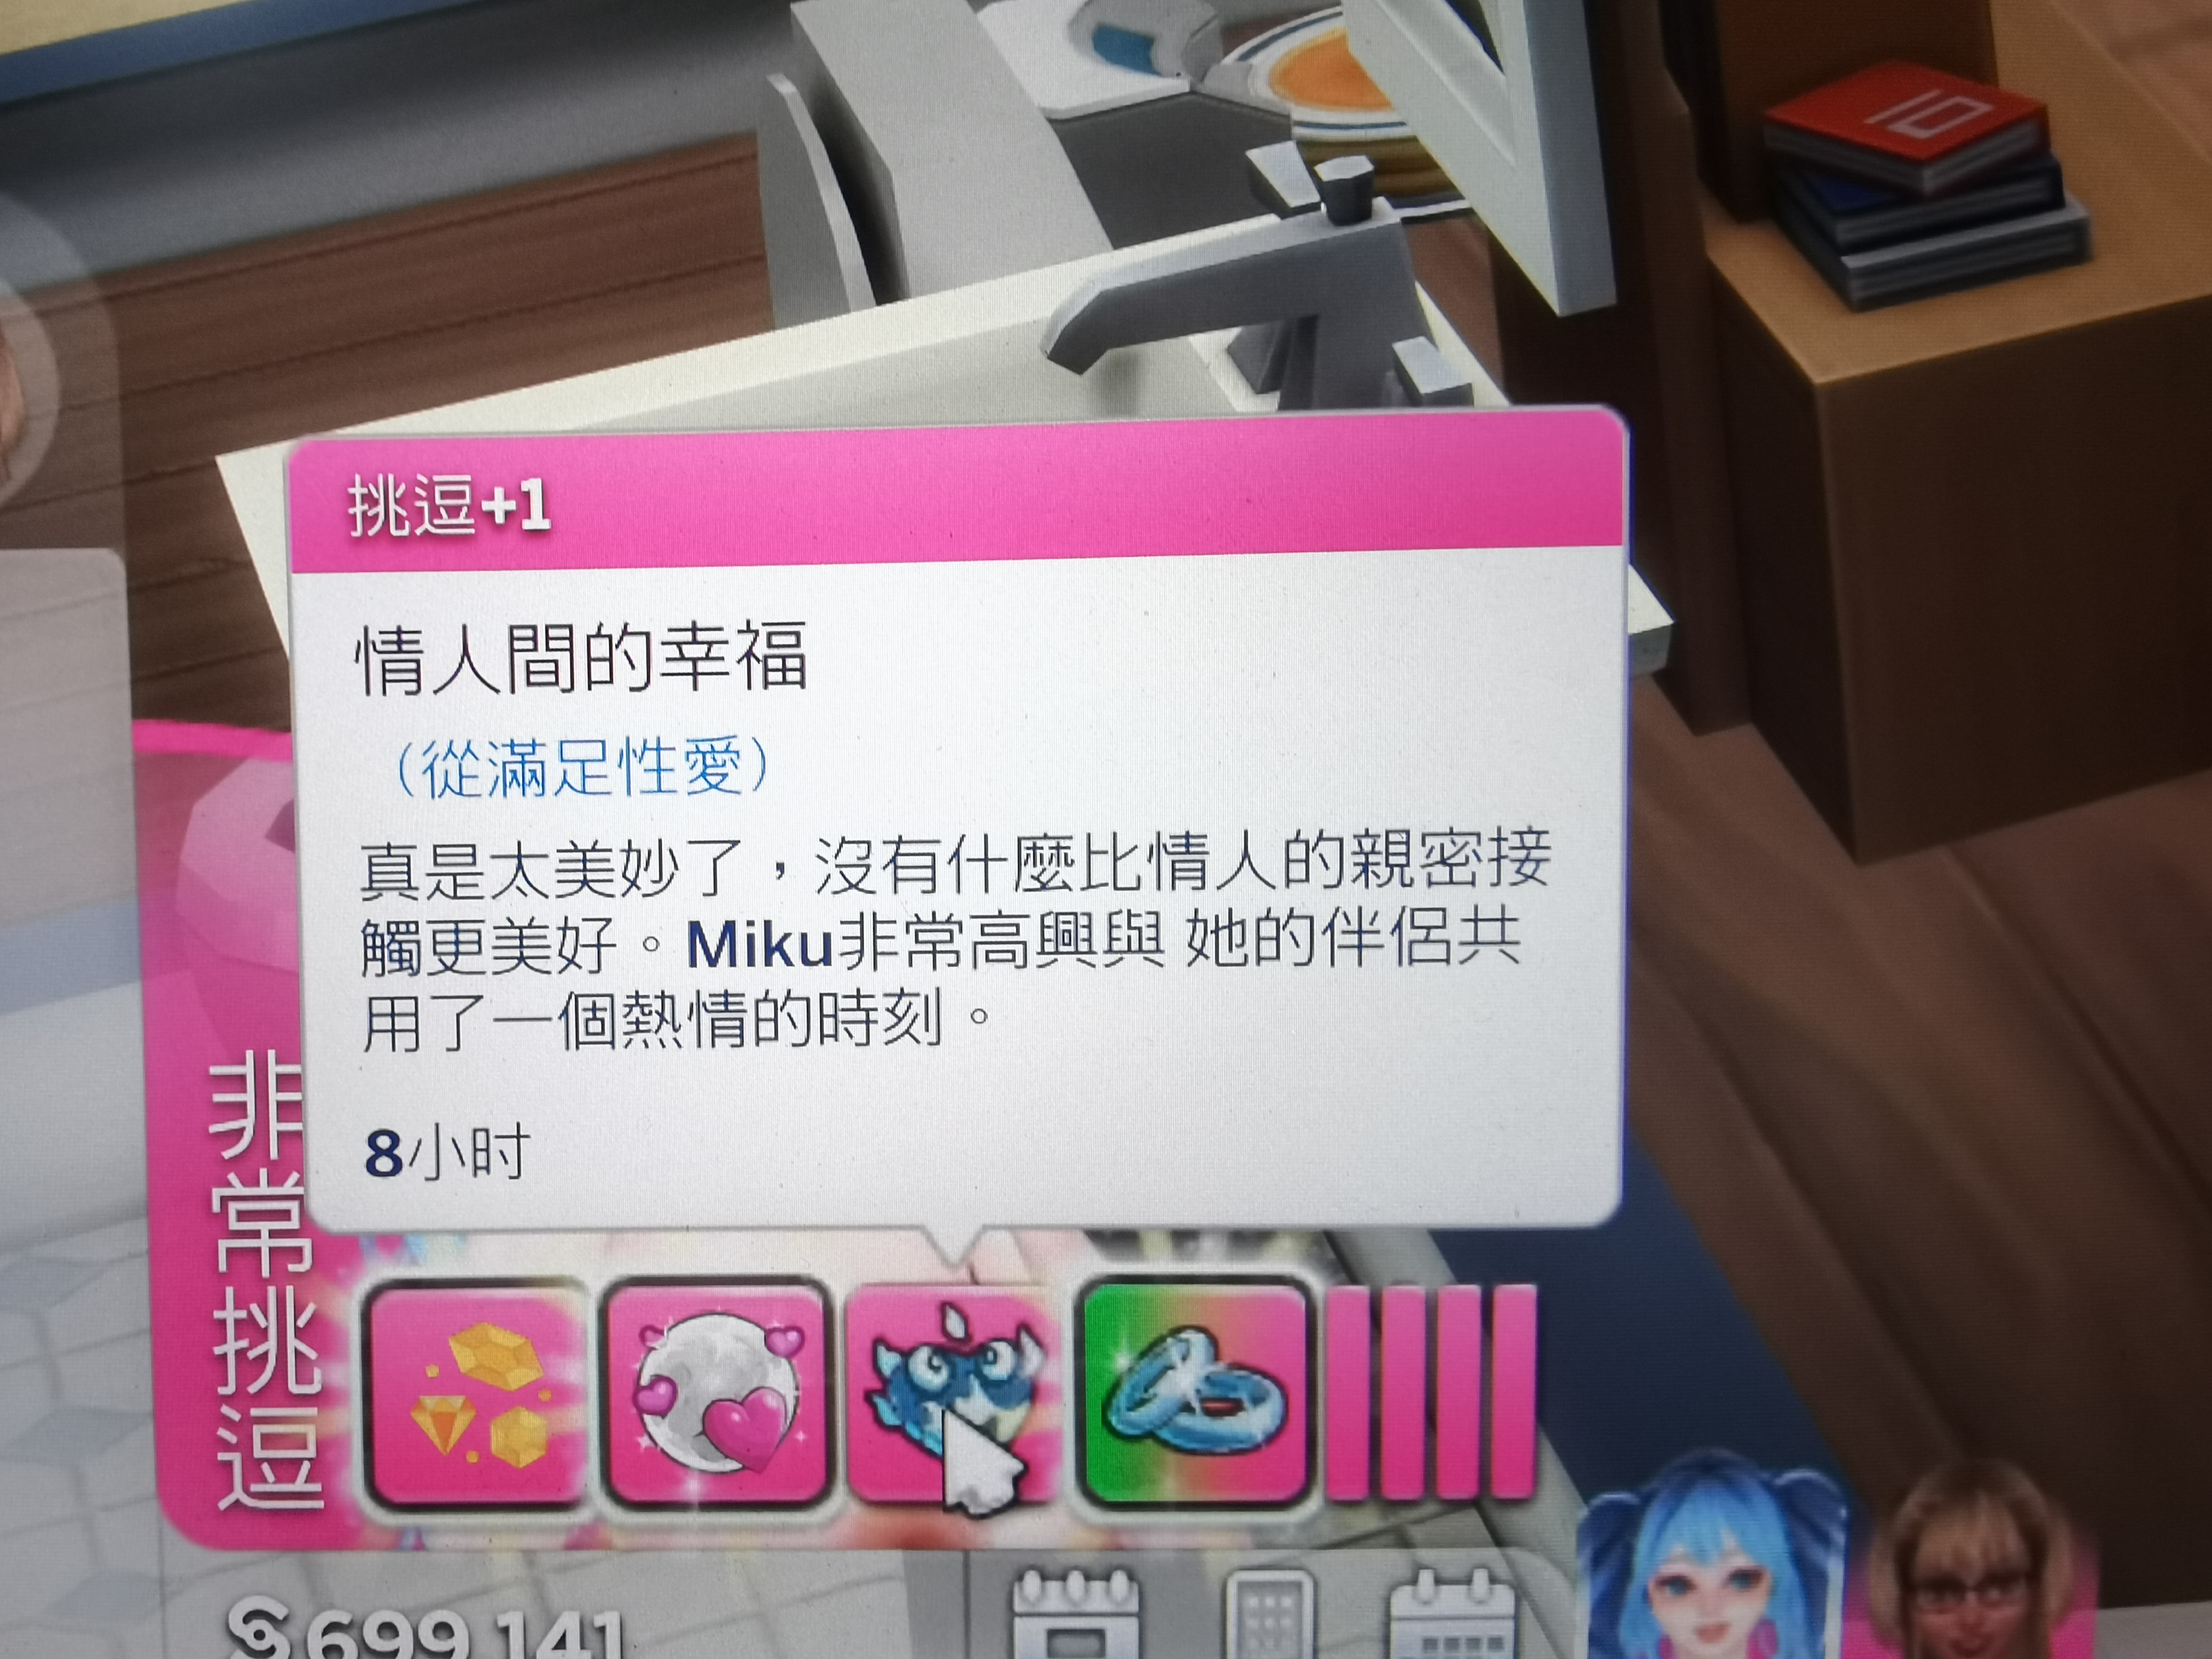 挑逗+1
情人間的幸福
（從滿足性愛）
真是太美妙了，沒有什麼比情人的親密接
觸更美好。Miku非常高興與 她的伴侶共
用了一個熱情的時刻。
8小时
非常挑逗
§699,141